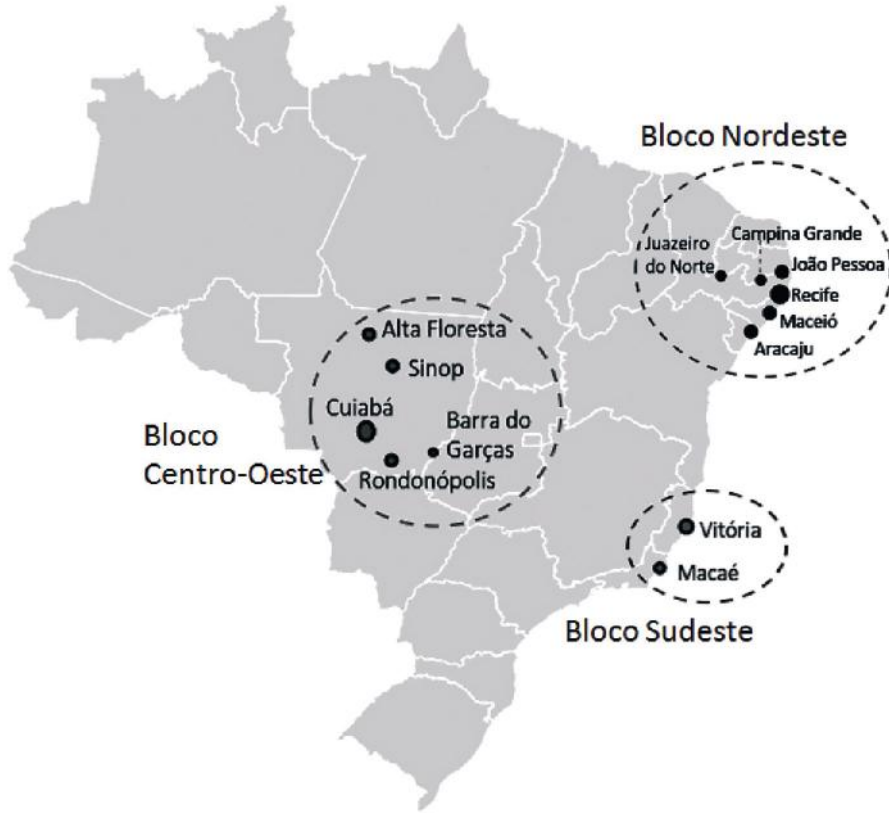 Bloco Nordeste
Campina Grande
Juazeiro
do Norte
João Pessoa
Recife
Maceió
Aracaju
Alta Floresta
Sinop
Cuiabá
Barra do
Garças
Rondonópolis
Bloco
Centro-Oeste
Vitória
Macaé
Bloco Sudeste